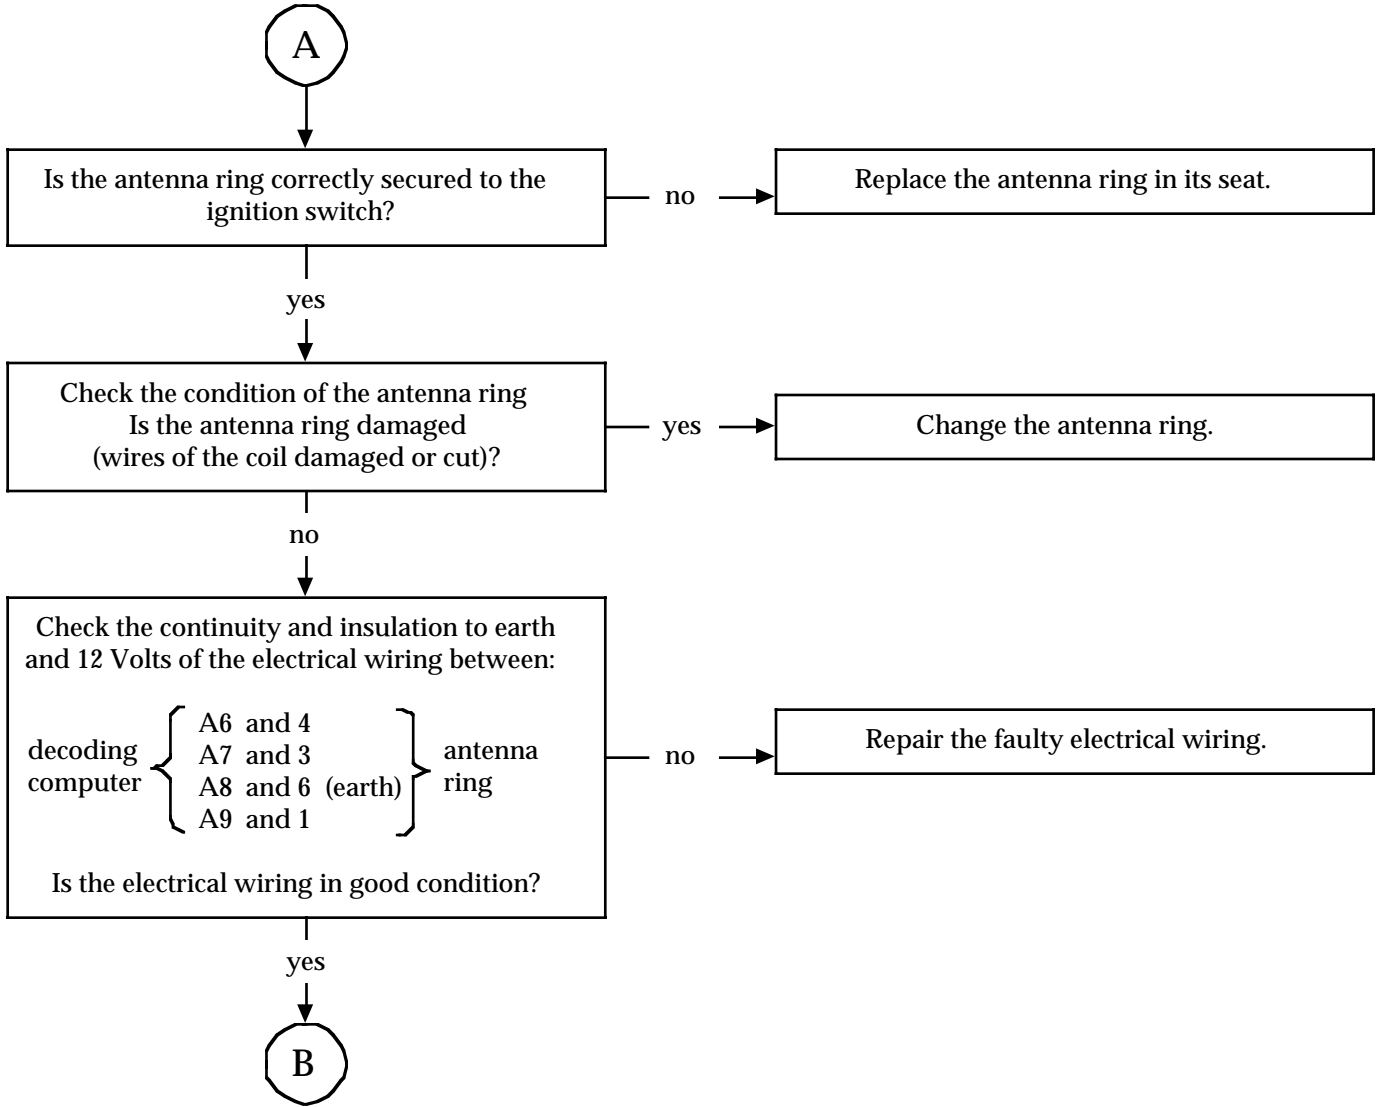 A
Is the antenna ring correctly secured to the
ignition switch?
no
Replace the antenna ring in its seat.
yes
Check the condition of the antenna ring
Is the antenna ring damaged
(wires of the coil damaged or cut)?
yes
Change the antenna ring.
no
Check the continuity and insulation to earth
and 12 Volts of the electrical wiring between:
decoding
computer
A6 and 4
A7 and 3
A8 and 6 (earth)
A9 and 1
antenna
ring
Is the electrical wiring in good condition?
no
Repair the faulty electrical wiring.
yes
B